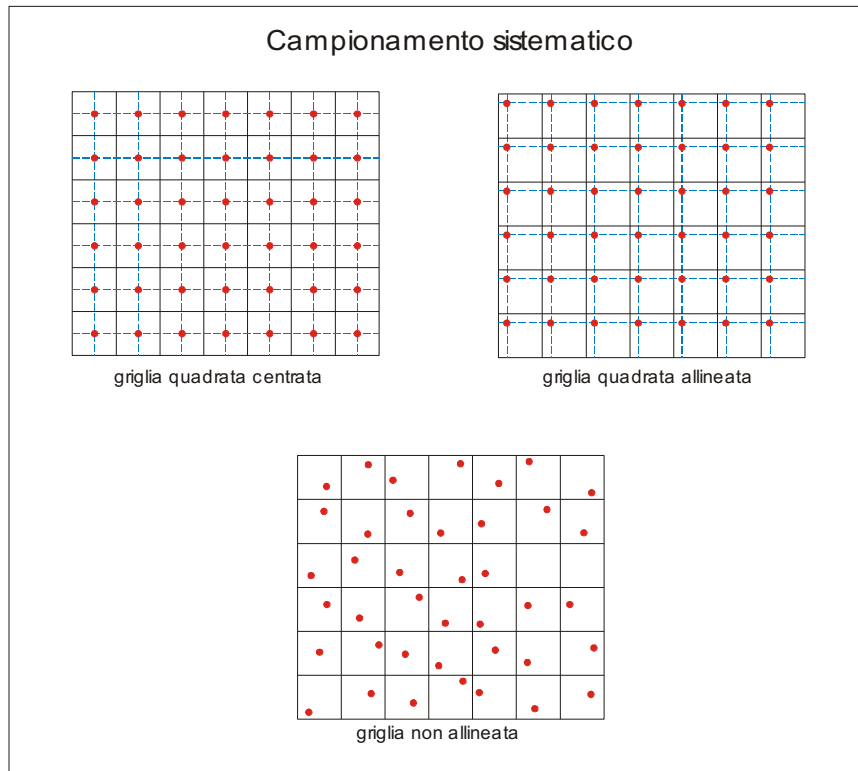 Campionamento sistematico
griglia quadrata centrata
griglia quadrata allineata
griglia non allineata